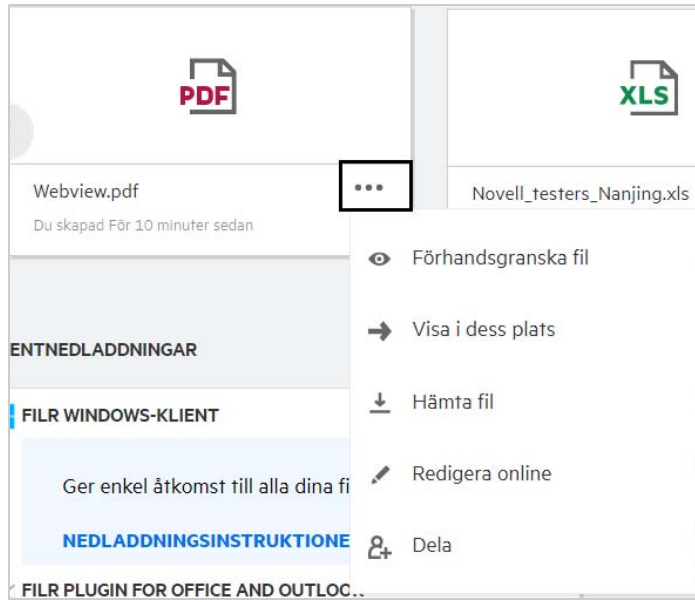 PDF
XLS
Webview.pdf
Novell_testers_Nanjing.xls
Du skapad För 10 minuter sedan
Förhandsgranska fil
Visa i dess plats
ENTNEDLADDNINGAR
Hämta fil
FILR WINDOWS-KLIENT
Redigera online
Ger enkel åtkomst till alla dina fi
NEDLADDNINGSINSTRUKTIONE
Dela
FILR PLUGIN FOR OFFICE AND OUTLOOK